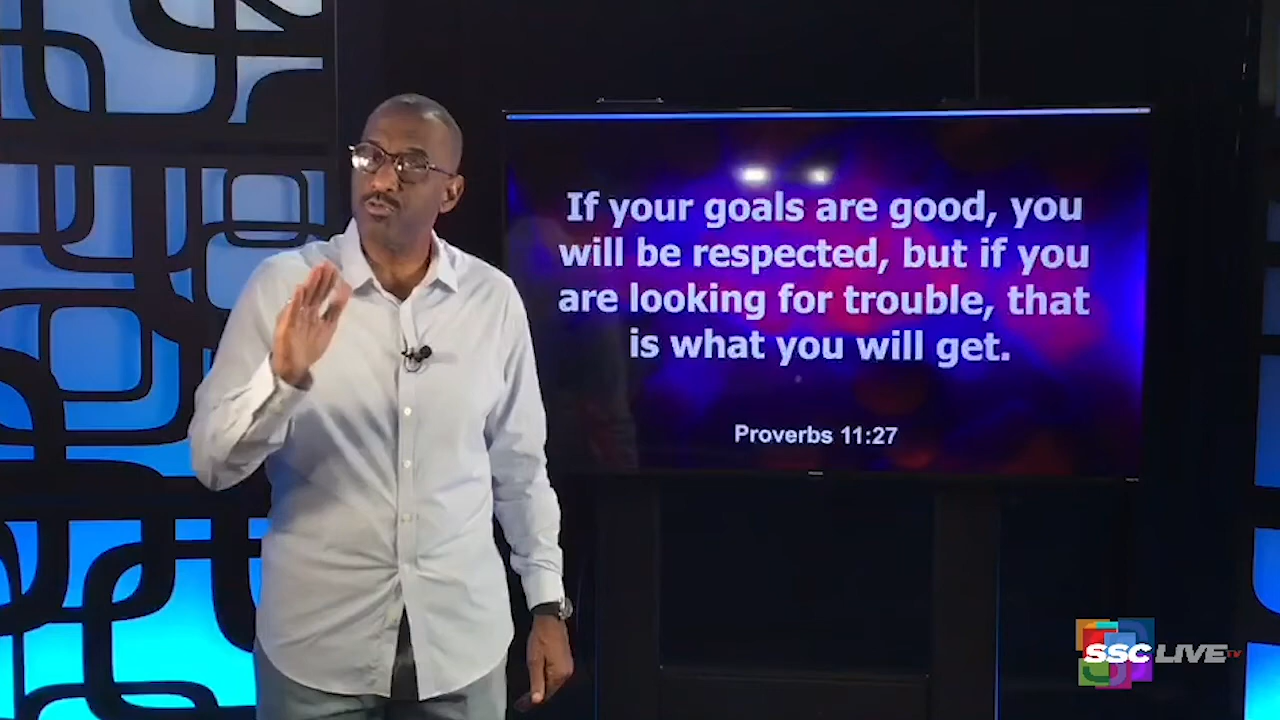 If your goals are good, you
will be respected, but if you
are looking for trouble, that
is what you will get.
Proverbs 11:27
SSC LIVE TV